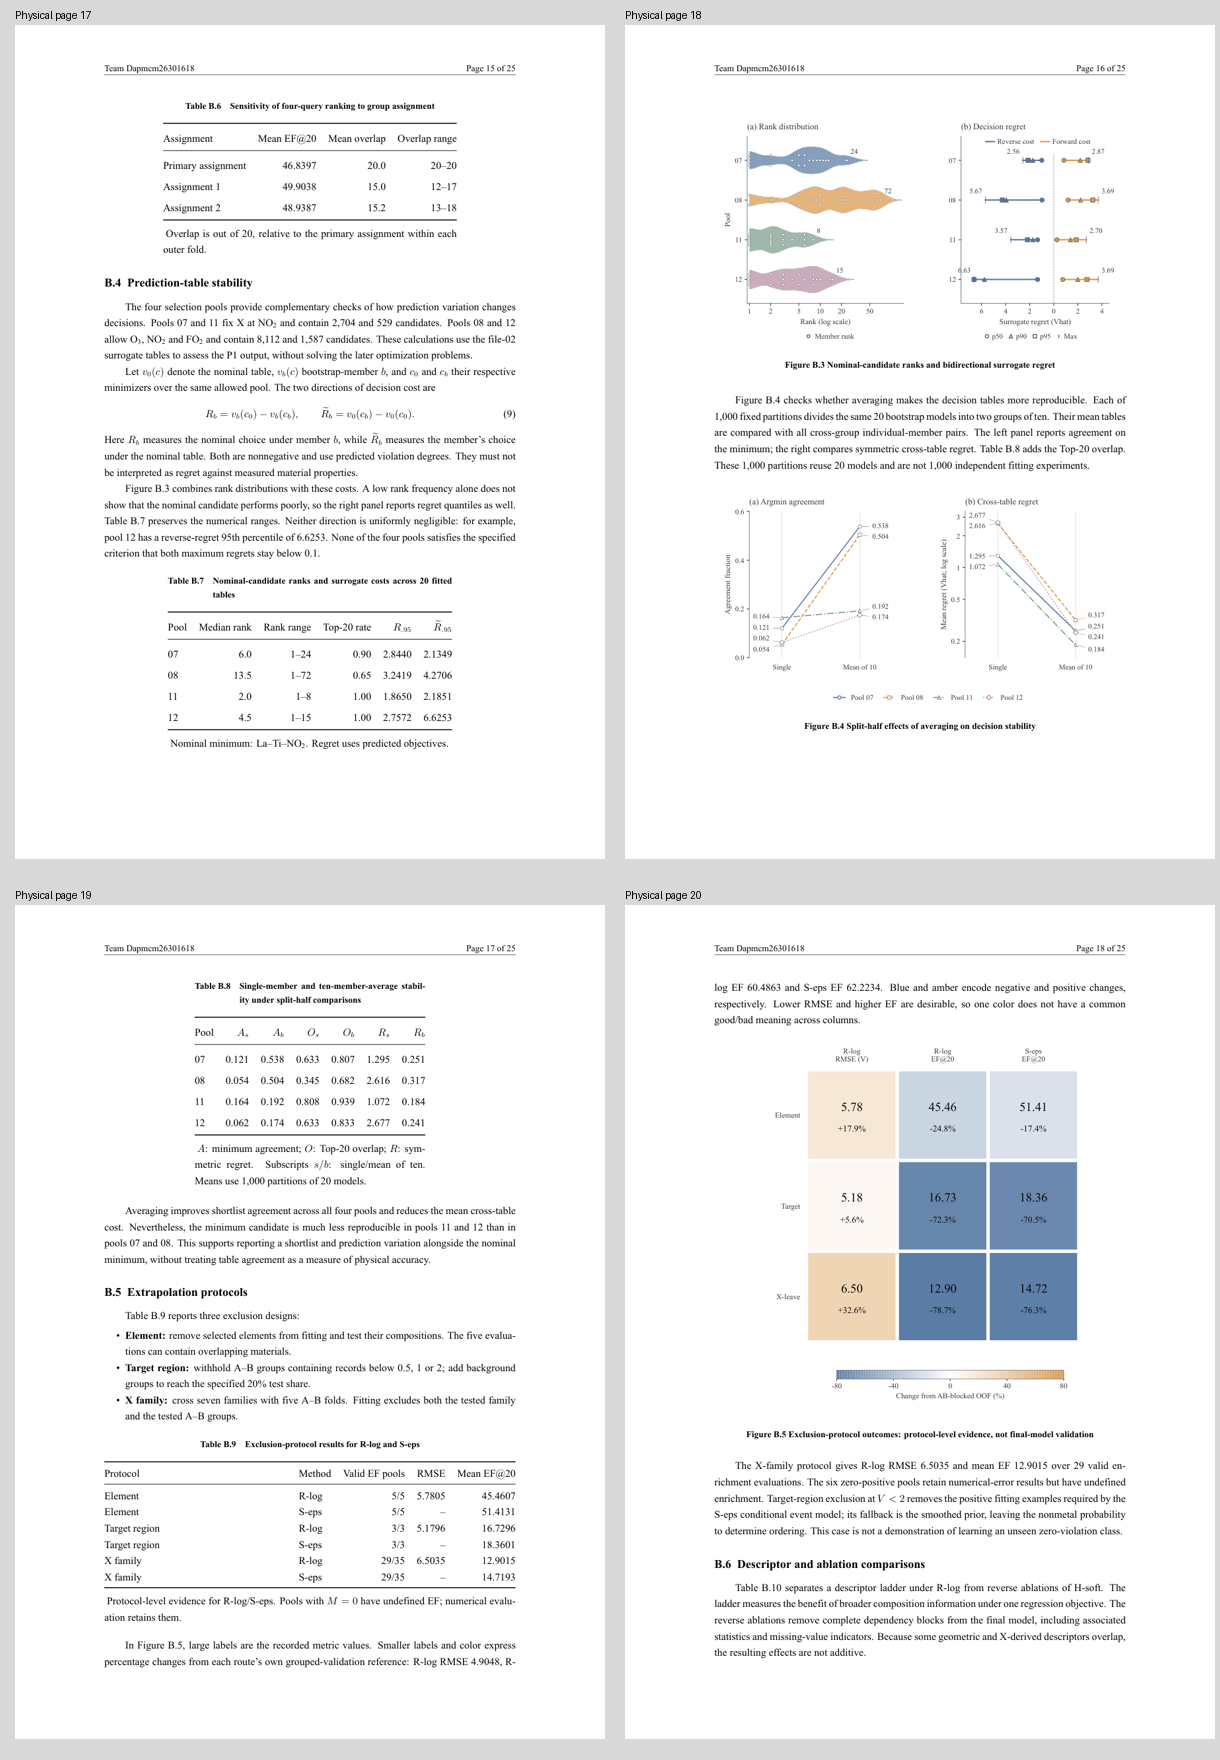 Physical page 17
Team Dapmcm26301618 Page 15 of 25
Table B.6 Sensitivity of four-query ranking to group assignment
Assignment Mean EF@20 Mean overlap Overlap range
Primary assignment 46.8397 20.0 20–20
Assignment 1 49.9038 15.0 12–17
Assignment 2 48.9387 15.2 13–18
Overlap is out of 20, relative to the primary assignment within each
outer fold.
B.4 Prediction-table stability
The four selection pools provide complementary checks of how prediction variation changes
decisions. Pools 07 and 11 fix X at NO₂ and contain 2,704 and 529 candidates. Pools 08 and 12
allow O₃, NO₂ and FO₂ and contain 8,112 and 1,587 candidates. These calculations use the file-02
surrogate tables to assess the P1 output, without solving the later optimization problems.
Let v₀(c) denote the nominal table, v_b(c) bootstrap-member b, and c₀ and c_b their respective
minimizers over the same allowed pool. The two directions of decision cost are
R_b = v_b(c₀) − v_b(c_b), R̃_b = v₀(c_b) − v₀(c₀). (9)
Here R_b measures the nominal choice under member b, while R̃_b measures the member's choice
under the nominal table. Both are nonnegative and use predicted violation degrees. They must not
be interpreted as regret against measured material properties.
Figure B.3 combines rank distributions with these costs. A low rank frequency alone does not
show that the nominal candidate performs poorly, so the right panel reports regret quantiles as well.
Table B.7 preserves the numerical ranges. Neither direction is uniformly negligible: for example,
pool 12 has a reverse-regret 95th percentile of 6.6253. None of the four pools satisfies the specified
criterion that both maximum regrets stay below 0.1.
Table B.7 Nominal-candidate ranks and surrogate costs across 20 fitted
tables
Pool Median rank Rank range Top-20 rate R.95 R̃.95
07 6.0 1–24 0.90 2.8440 2.1349
08 13.5 1–72 0.65 3.2419 4.2706
11 2.0 1–8 1.00 1.8650 2.1851
12 4.5 1–15 1.00 2.7572 6.6253
Nominal minimum: La–Ti–NO₂. Regret uses predicted objectives.
Physical page 18
Team Dapmcm26301618 Page 16 of 25
(a) Rank distribution
07 08 11 12
Pool
24
72
8
15
1 2 5 10 20 50
Rank (log scale)
Member rank
(b) Decision regret
Reverse cost Forward cost
07 2.56 2.87
08 5.67 3.69
11 3.57 2.70
12 6.63 3.69
6 4 2 0 2 4
Surrogate regret (Vhat)
p50 p90 p95 Max
Figure B.3 Nominal-candidate ranks and bidirectional surrogate regret
Figure B.4 checks whether averaging makes the decision tables more reproducible. Each of
1,000 fixed partitions divides the same 20 bootstrap models into two groups of ten. Their mean tables
are compared with all cross-group individual-member pairs. The left panel reports agreement on
the minimum; the right compares symmetric cross-table regret. Table B.8 adds the Top-20 overlap.
These 1,000 partitions reuse 20 models and are not 1,000 independent fitting experiments.
(a) Argmin agreement
Agreement fraction
0.6
0.4
0.2
0.0
0.164
0.121
0.062
0.054
0.538
0.504
0.192
0.174
Single Mean of 10
(b) Cross-table regret
Mean regret (Vhat; log scale)
3
2
1
0.5
0.2
2.677
2.616
1.295
1.072
0.317
0.251
0.241
0.184
Single Mean of 10
Pool 07 Pool 08 Pool 11 Pool 12
Figure B.4 Split-half effects of averaging on decision stability
Physical page 19
Team Dapmcm26301618 Page 17 of 25
Table B.8 Single-member and ten-member-average stabil-
ity under split-half comparisons
Pool A_s A_b O_s O_b R_s R_b
07 0.121 0.538 0.633 0.807 1.295 0.251
08 0.054 0.504 0.345 0.682 2.616 0.317
11 0.164 0.192 0.808 0.939 1.072 0.184
12 0.062 0.174 0.633 0.833 2.677 0.241
A: minimum agreement; O: Top-20 overlap; R: sym-
metric regret. Subscripts s/b: single/mean of ten.
Means use 1,000 partitions of 20 models.
Averaging improves shortlist agreement across all four pools and reduces the mean cross-table
cost. Nevertheless, the minimum candidate is much less reproducible in pools 11 and 12 than in
pools 07 and 08. This supports reporting a shortlist and prediction variation alongside the nominal
minimum, without treating table agreement as a measure of physical accuracy.
B.5 Extrapolation protocols
Table B.9 reports three exclusion designs:
• Element: remove selected elements from fitting and test their compositions. The five evalua-
tions can contain overlapping materials.
• Target region: withhold A–B groups containing records below 0.5, 1 or 2; add background
groups to reach the specified 20% test share.
• X family: cross seven families with five A–B folds. Fitting excludes both the tested family
and the tested A–B groups.
Table B.9 Exclusion-protocol results for R-log and S-eps
Protocol Method Valid EF pools RMSE Mean EF@20
Element R-log 5/5 5.7805 45.4607
Element S-eps 5/5 – 51.4131
Target region R-log 3/3 5.1796 16.7296
Target region S-eps 3/3 – 18.3601
X family R-log 29/35 6.5035 12.9015
X family S-eps 29/35 – 14.7193
Protocol-level evidence for R-log/S-eps. Pools with M = 0 have undefined EF; numerical evalu-
ation retains them.
In Figure B.5, large labels are the recorded metric values. Smaller labels and color express
percentage changes from each route's own grouped-validation reference: R-log RMSE 4.9048, R-
Physical page 20
Team Dapmcm26301618 Page 18 of 25
log EF 60.4863 and S-eps EF 62.2234. Blue and amber encode negative and positive changes,
respectively. Lower RMSE and higher EF are desirable, so one color does not have a common
good/bad meaning across columns.
R-log RMSE (V) R-log EF@20 S-eps EF@20
Element 5.78 45.46 51.41
+17.9% -24.8% -17.4%
Target 5.18 16.73 18.36
+5.6% -72.3% -70.5%
X-leave 6.50 12.90 14.72
+32.6% -78.7% -76.3%
-80 -40 0 40 80
Change from AB-blocked OOF (%)
Figure B.5 Exclusion-protocol outcomes: protocol-level evidence, not final-model validation
The X-family protocol gives R-log RMSE 6.5035 and mean EF 12.9015 over 29 valid en-
richment evaluations. The six zero-positive pools retain numerical-error results but have undefined
enrichment. Target-region exclusion at V < 2 removes the positive fitting examples required by the
S-eps conditional event model; its fallback is the smoothed prior, leaving the nonmetal probability
to determine ordering. This case is not a demonstration of learning an unseen zero-violation class.
B.6 Descriptor and ablation comparisons
Table B.10 separates a descriptor ladder under R-log from reverse ablations of H-soft. The
ladder measures the benefit of broader composition information under one regression objective. The
reverse ablations remove complete dependency blocks from the final model, including associated
statistics and missing-value indicators. Because some geometric and X-derived descriptors overlap,
the resulting effects are not additive.